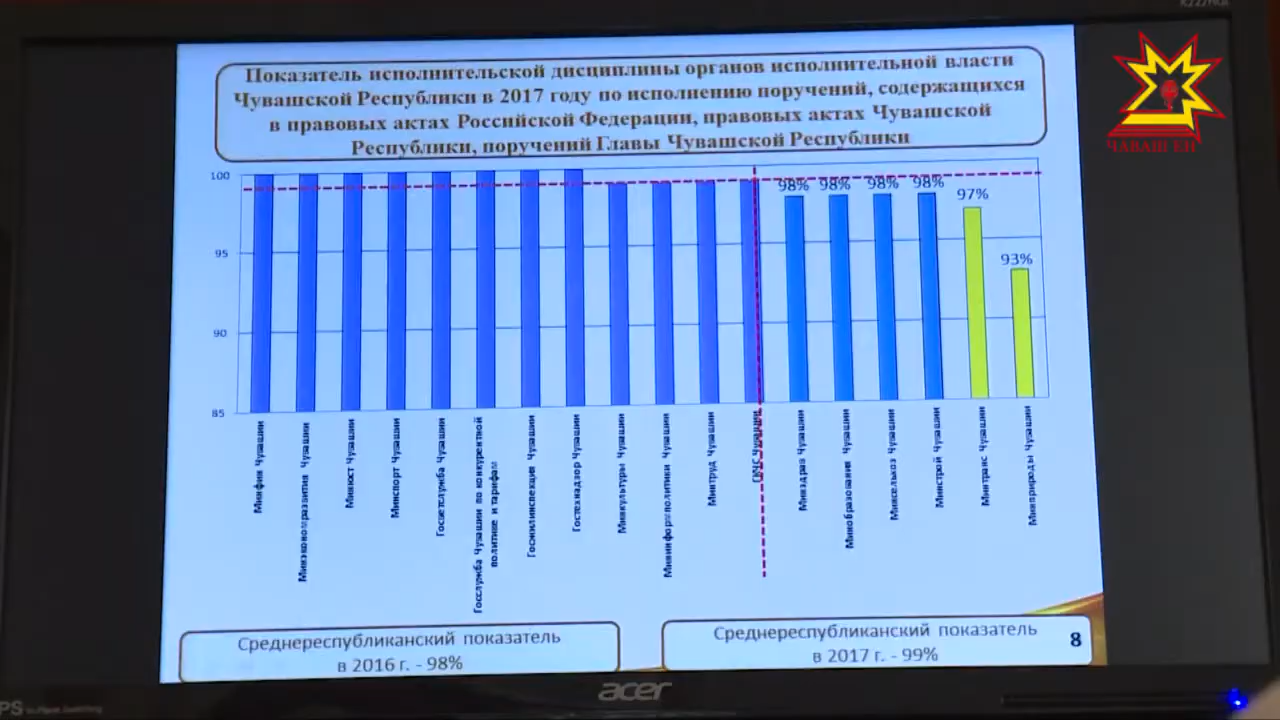 Показатель исполнительской дисциплины органов исполнительной власти
Чувашской Республики в 2017 году по исполнению поручений, содержащихся
в правовых актах Российской Федерации, правовых актах Чувашской
Республики, поручений Главы Чувашской Республики
ЧĂВАШ ЕН
100
95
90
85
98%
98%
98%
98%
97%
93%
Минфин Чувашии
Минэкономразвития Чувашии
Минюст Чувашии
Минспорт Чувашии
Госветслужба Чувашии
Госслужба Чувашии по конкурентной
политике и тарифам
Госжилинспекция Чувашии
Гостехнадзор Чувашии
Минкультуры Чувашии
Мининформполитики Чувашии
Минтруд Чувашии
ГКЧС Чувашии
Минздрав Чувашии
Минобразования Чувашии
Минсельхоз Чувашии
Минстрой Чувашии
Минтранс Чувашии
Минприроды Чувашии
Среднереспубликанский показатель
в 2016 г. - 98%
Среднереспубликанский показатель
в 2017 г. - 99%
8
acer